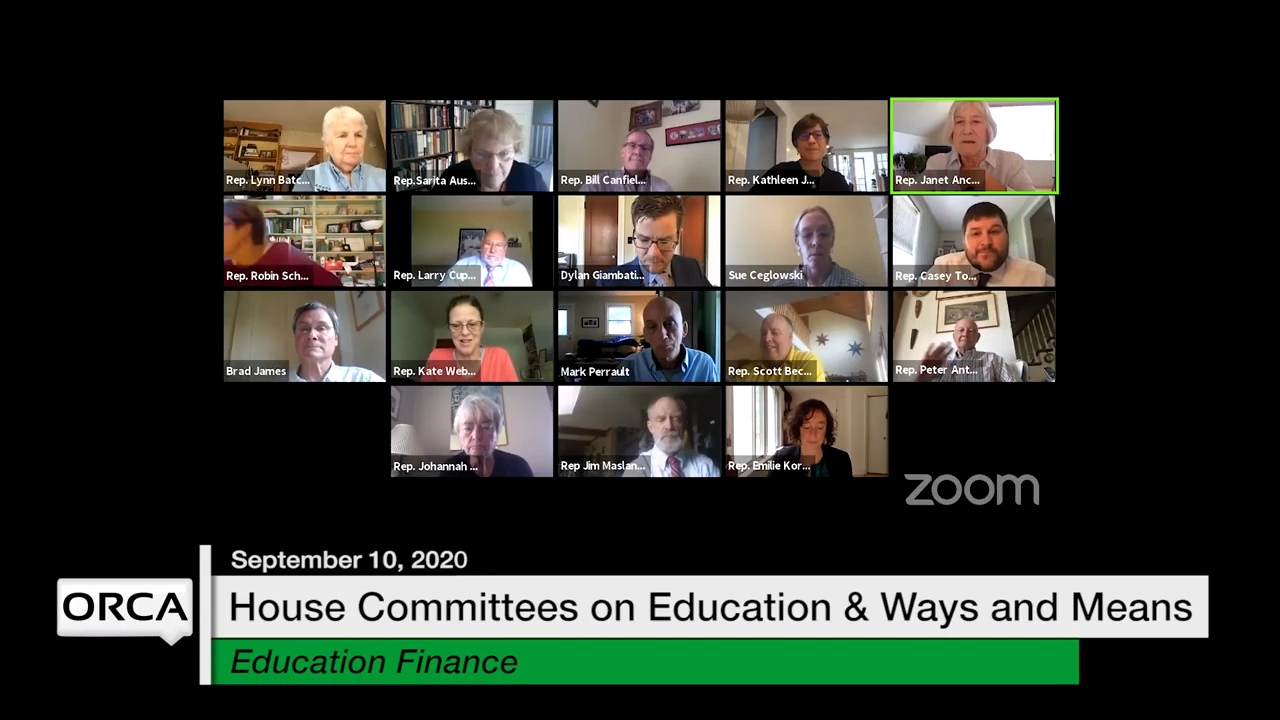 Rep. Lynn Batc...
Rep.Sarita Aus...
Rep. Bill Canfiel...
Rep. Kathleen J...
Rep. Janet Anc...
Rep. Robin Sch...
Rep. Larry Cup...
Dylan Giambati...
Sue Ceglowski
Rep. Casey To...
Brad James
Rep. Kate Web...
Mark Perrault
Rep. Scott Bec...
Rep. Peter Ant...
Rep. Johannah ...
Rep Jim Maslan...
Rep. Emilie Kor...
zoom
September 10, 2020
ORCA
House Committees on Education & Ways and Means
Education Finance